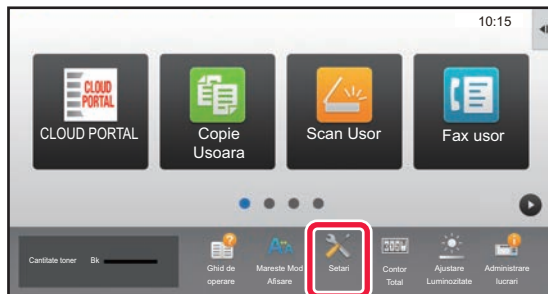 10:15
CLOUD
PORTAL
CLOUD PORTAL
Copie
Usoara
Scan Usor
Fax usor
Cantitate toner
Bk
Ghid de
operare
Mareste Mod
Afisare
Setari
Contor
Total
Ajustare
Luminozitate
Administrare
lucrari